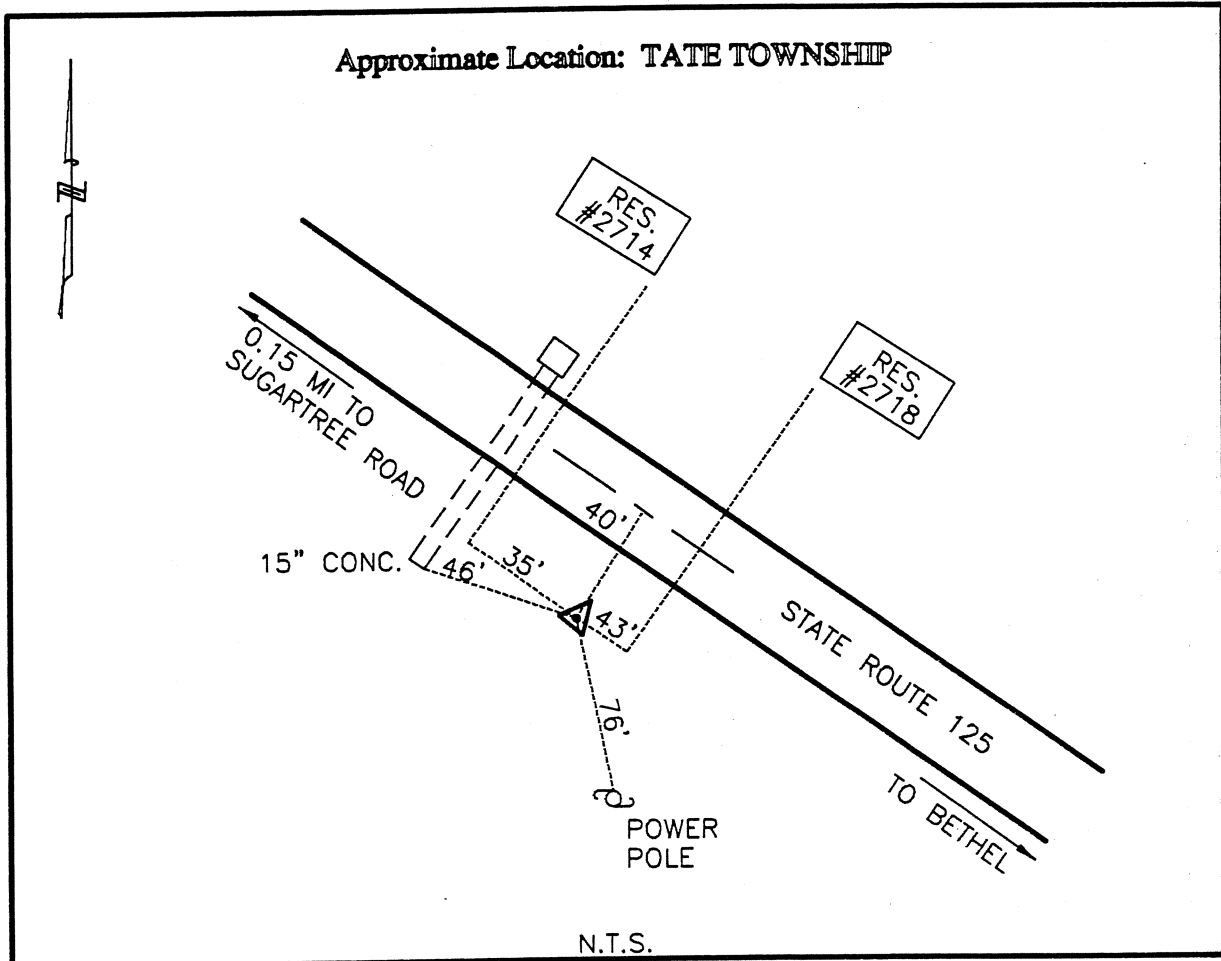 Approximate Location: TATE TOWNSHIP
N
RES.
#2714
RES.
#2718
0.15 MI TO
SUGARTREE ROAD
40'
15" CONC.
46'
35'
43'
STATE ROUTE 125
76'
TO BETHEL
POWER
POLE
N.T.S.